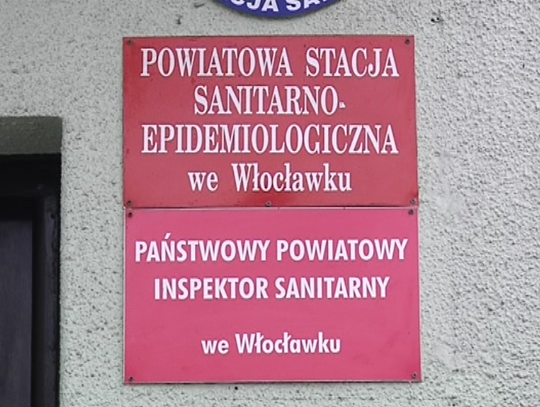 POWIATOWA STACJA
SANITARNO-
EPIDEMIOLOGICZNA
we Włocławku
PAŃSTWOWY POWIATOWY
INSPEKTOR SANITARNY
we Włocławku